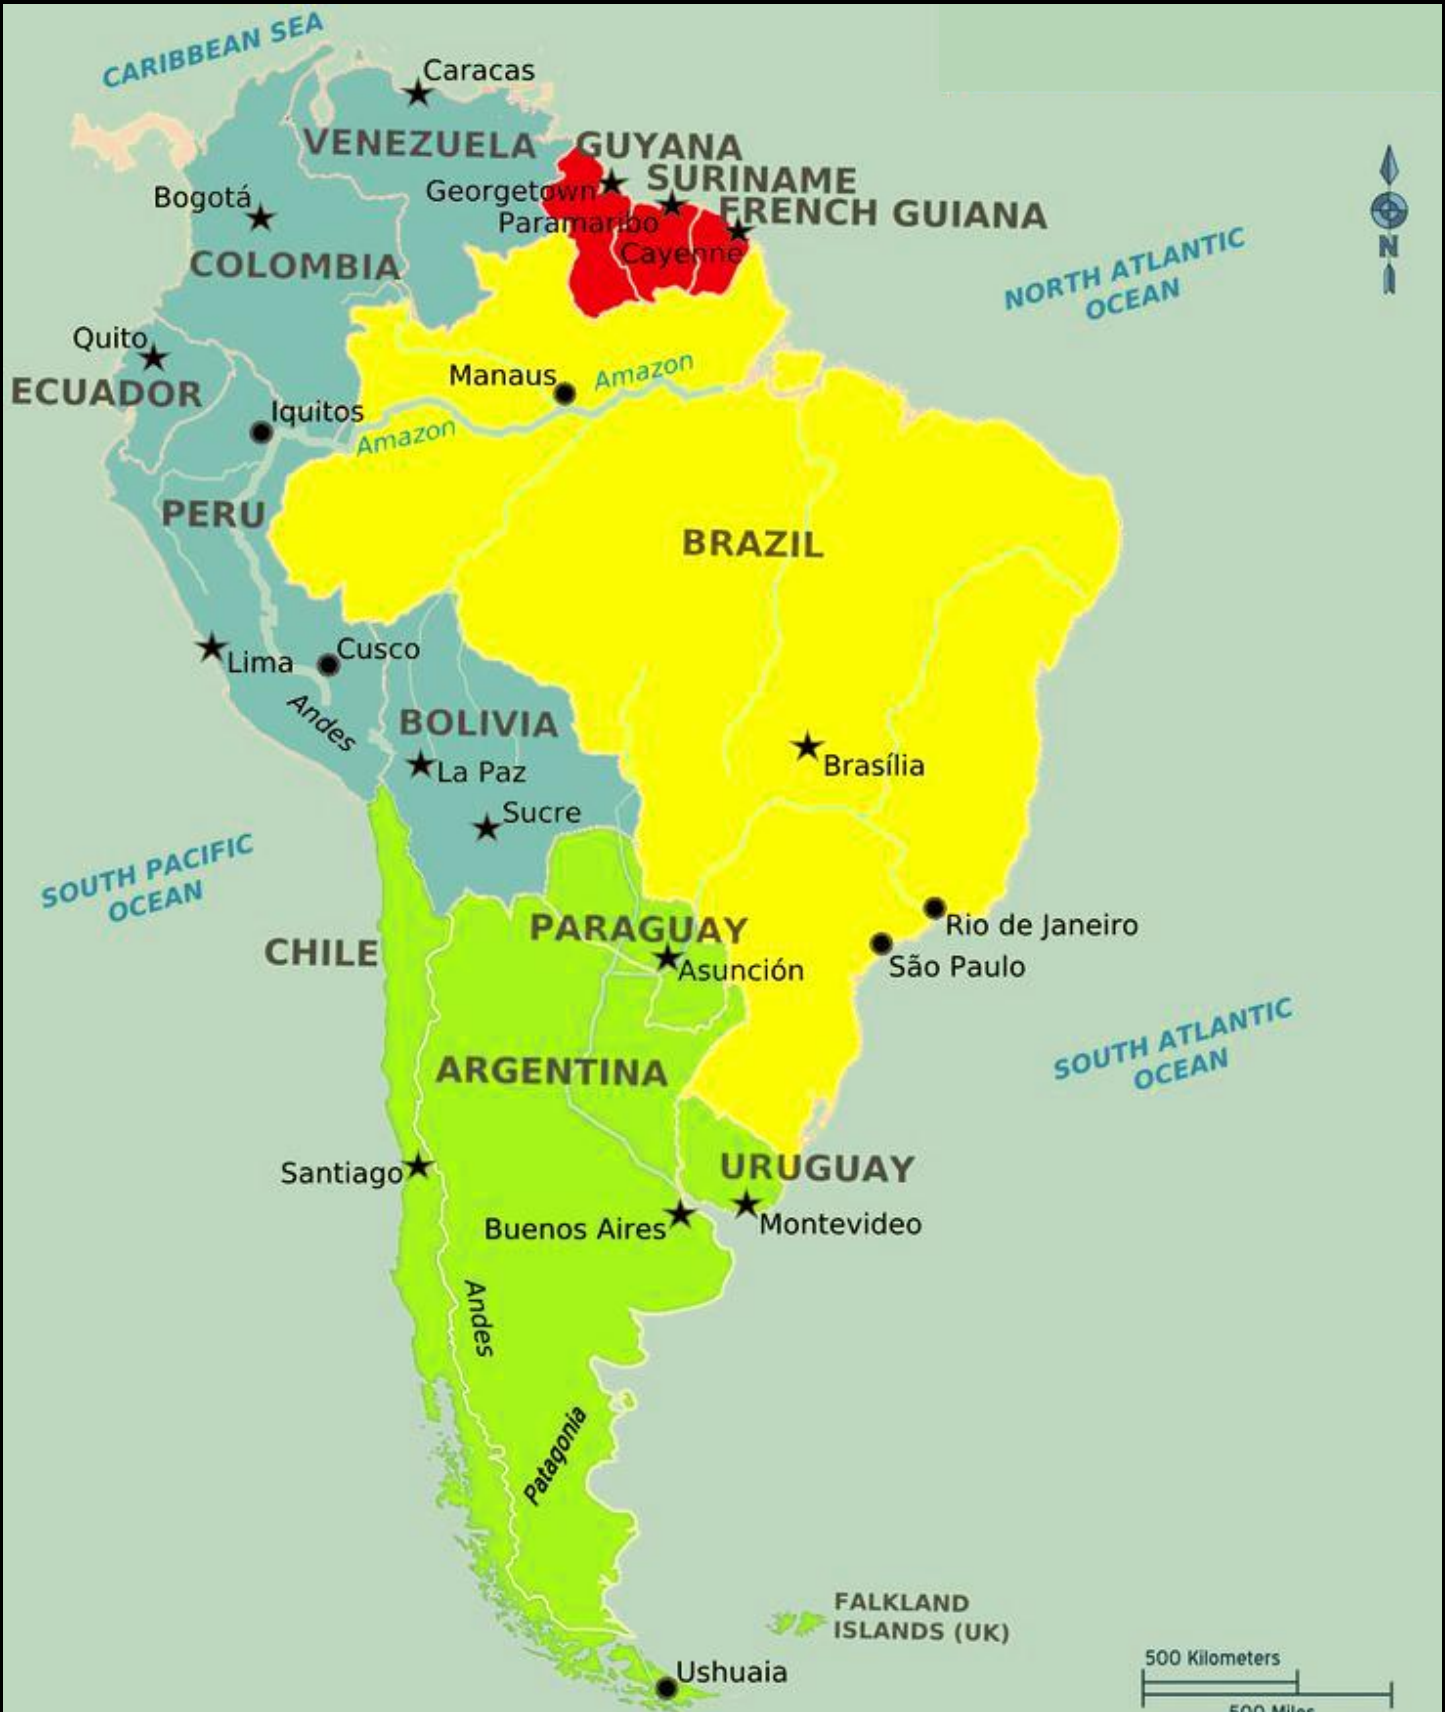 CARIBBEAN SEA
Caracas
VENEZUELA
GUYANA
SURINAME
Georgetown
Bogotá
FRENCH GUIANA
Paramaribo
Cayenne
COLOMBIA
NORTH ATLANTIC
OCEAN
N
Quito
ECUADOR
Manaus
Amazon
Iquitos
Amazon
PERU
BRAZIL
Lima
Cusco
Andes
BOLIVIA
La Paz
Brasília
Sucre
SOUTH PACIFIC
OCEAN
PARAGUAY
Rio de Janeiro
CHILE
Asunción
São Paulo
SOUTH ATLANTIC
OCEAN
ARGENTINA
Santiago
URUGUAY
Buenos Aires
Montevideo
Andes
Patagonia
FALKLAND
ISLANDS (UK)
Ushuaia
500 Kilometers
500 Miles